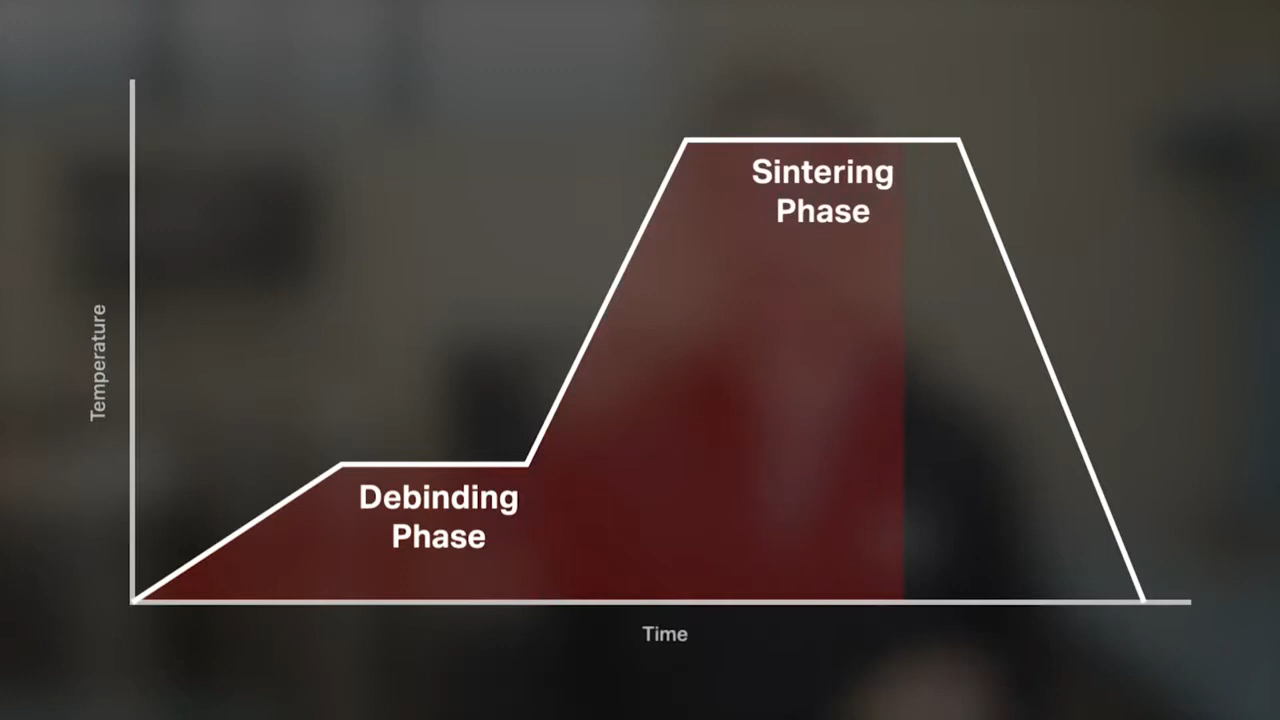 Sintering
Phase
Temperature
Debinding
Phase
Time